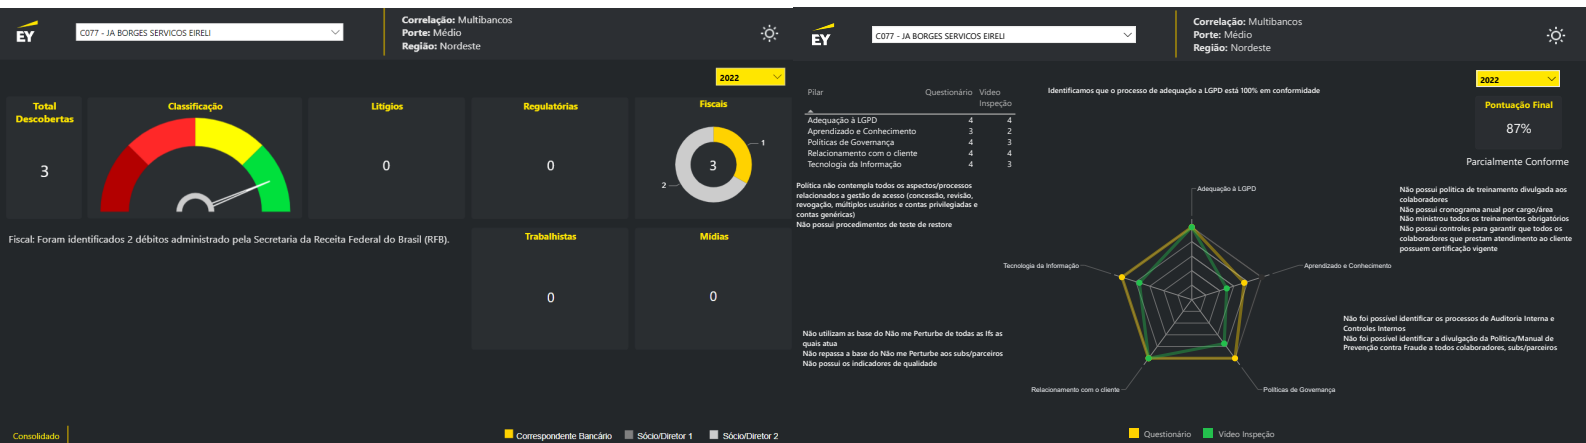 EY
C077 - JA BORGES SERVICOS EIRELI
Correlação: Multibancos
Porte: Médio
Região: Nordeste
2022
Total
Descobertas
3
Classificação
Litígios
0
Regulatórias
0
Fiscais
3
1
2
Fiscal: Foram identificados 2 débitos administrado pela Secretaria da Receita Federal do Brasil (RFB).
Trabalhistas
0
Mídias
0
Consolidado
Correspondente Bancário
Sócio/Diretor 1
Sócio/Diretor 2
EY
C077 - JA BORGES SERVICOS EIRELI
Correlação: Multibancos
Porte: Médio
Região: Nordeste
2022
Pontuação Final
87%
Parcialmente Conforme
Pilar Questionário Vídeo
Inspeção
Adequação à LGPD 4 4
Aprendizado e Conhecimento 3 2
Políticas de Governança 4 3
Relacionamento com o cliente 4 4
Tecnologia da Informação 4 3
Identificamos que o processo de adequação a LGPD está 100% em conformidade
Política não contempla todos os aspectos/processos
relacionados a gestão de acesso (concessão, revisão,
revogação, múltiplos usuários e contas privilegiadas e
contas genéricas)
Não possui procedimentos de teste de restore
Não possui politica de treinamento divulgada aos
colaboradores
Não possui cronograma anual por cargo/área
Não ministrou todos os treinamentos obrigatórios
Não possui controles para garantir que todos os
colaboradores que prestam atendimento ao cliente
possuem certificação vigente
Adequação à LGPD
Tecnologia da Informação
Aprendizado e Conhecimento
Relacionamento com o cliente
Políticas de Governança
Não utilizam as base do Não me Perturbe de todas as Ifs as
quais atua
Não repassa a base do Não me Perturbe aos subs/parceiros
Não possui os indicadores de qualidade
Não foi possível identificar os processos de Auditoria Interna e
Controles Internos
Não foi possível identificar a divulgação da Política/Manual de
Prevenção contra Fraude a todos colaboradores, subs/parceiros
Questionário
Vídeo Inspeção